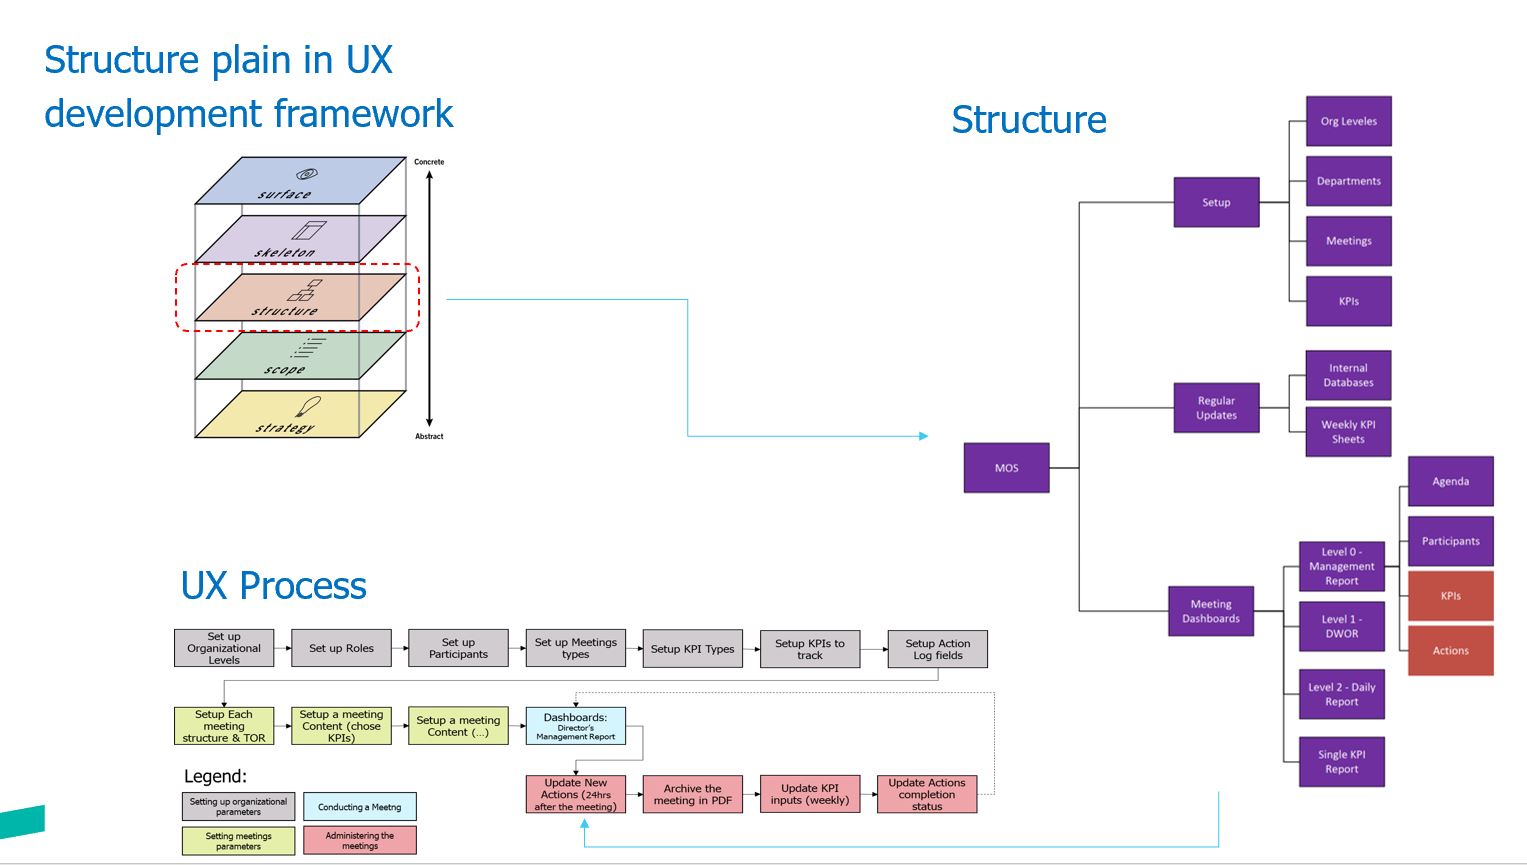 Structure plain in UX
development framework
Concrete
surface
skeleton
structure
scope
strategy
Abstract
Structure
MOS
Setup
Org Leveles
Departments
Meetings
KPIs
Regular
Updates
Internal
Databases
Weekly KPI
Sheets
Meeting
Dashboards
Level 0 -
Management
Report
Agenda
Participants
KPIs
Actions
Level 1 -
DWOR
Level 2 - Daily
Report
Single KPI
Report
UX Process
Set up
Organizational
Levels
Set up Roles
Set up
Participants
Set up Meetings
types
Setup KPI Types
Setup KPIs to
track
Setup Action
Log fields
Setup Each
meeting
structure & TOR
Setup a meeting
Content (chose
KPIs)
Setup a meeting
Content (...)
Dashboards:
Director's
Management Report
Update New
Actions (24hrs
after the meeting)
Archive the
meeting in PDF
Update KPI
inputs (weekly)
Update Actions
completion
status
Legend:
Setting up organizational
parameters
Conducting a Meetng
Setting meetings
parameters
Administering the
meetings